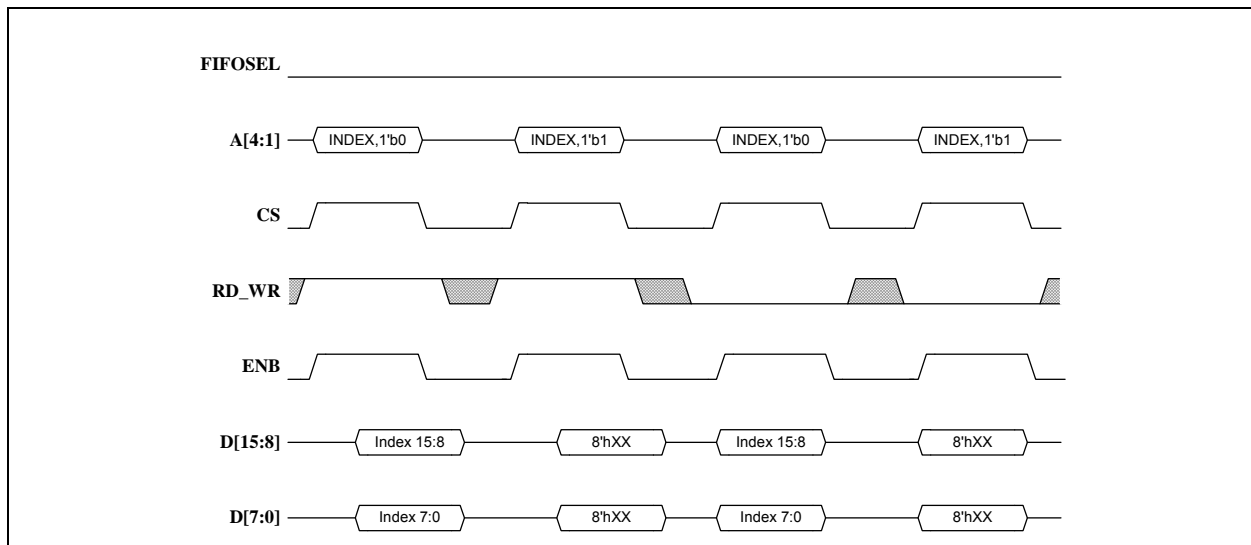 FIFOSEL
A[4:1] INDEX,1'b0 INDEX,1'b1 INDEX,1'b0 INDEX,1'b1
CS
RD_WR
ENB
D[15:8] Index 15:8 8'hXX Index 15:8 8'hXX
D[7:0] Index 7:0 8'hXX Index 7:0 8'hXX